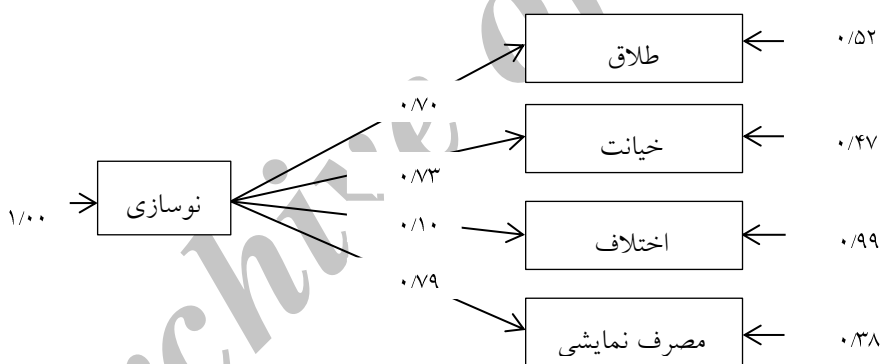 طلاق
۰/۵۲
۰/۷۰
خیانت
۰/۴۷
۰/۷۳
نوسازی
۱/۰۰
۰/۱۰
اختلاف
۰/۹۹
۰/۷۹
مصرف نمایشی
۰/۳۸